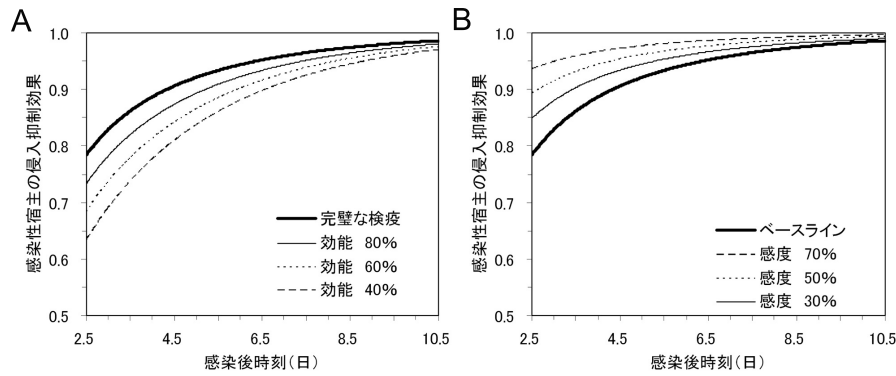 A
感染性宿主の侵入抑制効果
1.0
0.9
0.8
0.7
0.6
0.5
完璧な検疫
効能 80%
効能 60%
効能 40%
2.5 4.5 6.5 8.5 10.5
感染後時刻(日)
B
感染性宿主の侵入抑制効果
1.0
0.9
0.8
0.7
0.6
0.5
ベースライン
感度 70%
感度 50%
感度 30%
2.5 4.5 6.5 8.5 10.5
感染後時刻(日)